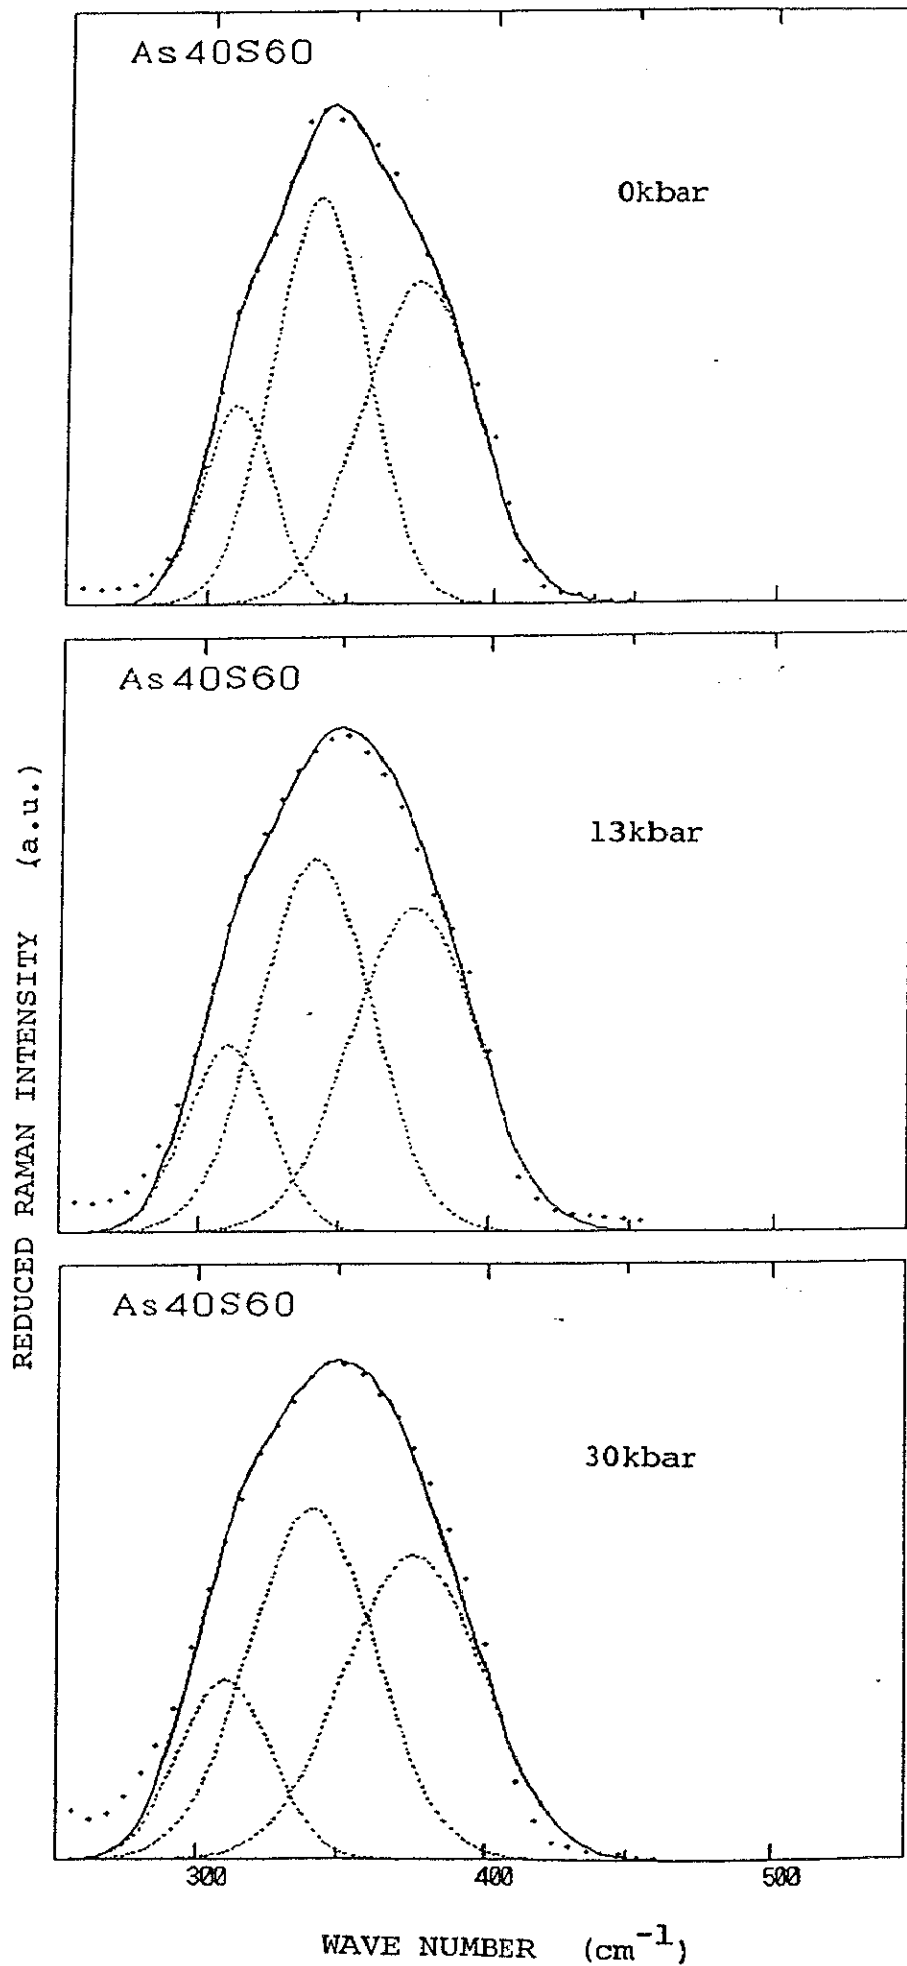 As40S60
0kbar
As40S60
13kbar
REDUCED RAMAN INTENSITY (a.u.)
As40S60
30kbar
300 400 500
WAVE NUMBER (cm⁻¹)